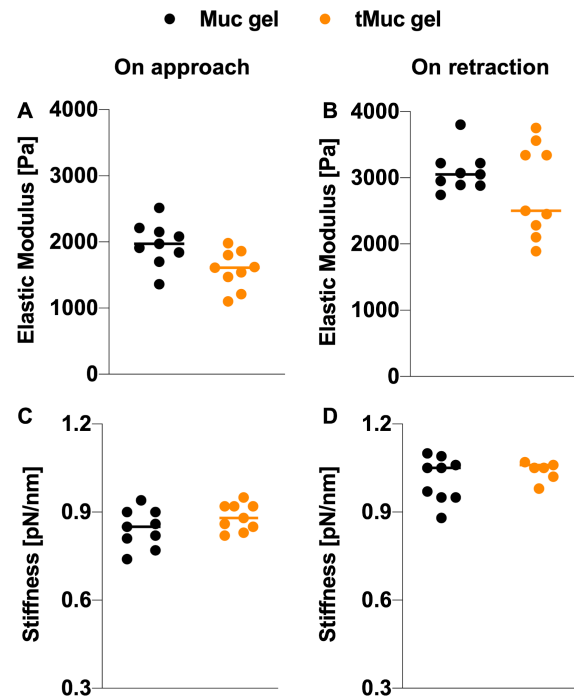 Muc gel tMuc gel
On approach On retraction
A
Elastic Modulus [Pa]
4000
3000
2000
1000
0
B
Elastic Modulus [Pa]
4000
3000
2000
1000
0
C
Stiffness [pN/nm]
1.2
0.9
0.6
0.3
D
Stiffness [pN/nm]
1.2
0.9
0.6
0.3